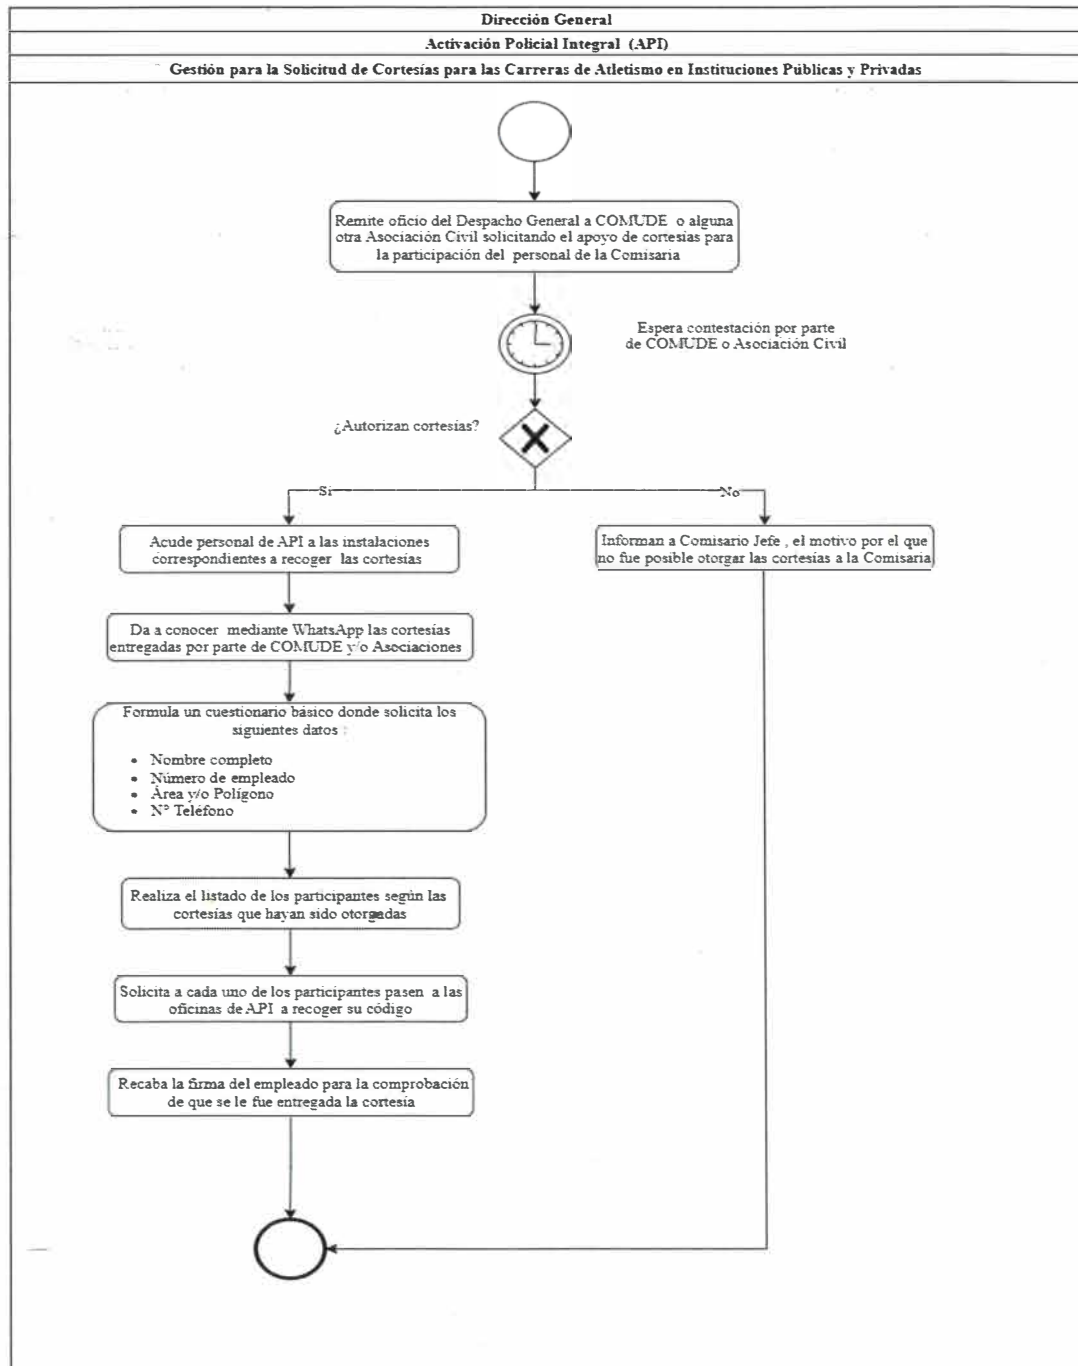 Dirección General
Activación Policial Integral (API)
Gestión para la Solicitud de Cortesías para las Carreras de Atletismo en Instituciones Públicas y Privadas
Remite oficio del Despacho General a COMUDE o alguna
otra Asociación Civil solicitando el apoyo de cortesías para
la participación del personal de la Comisaria
Espera contestación por parte
de COMUDE o Asociación Civil
¿Autorizan cortesías?
Si
No
Acude personal de API a las instalaciones
correspondientes a recoger las cortesías
Informan a Comisario Jefe , el motivo por el que
no fue posible otorgar las cortesías a la Comisaria
Da a conocer mediante WhatsApp las cortesías
entregadas por parte de COMUDE y/o Asociaciones
Formula un cuestionario básico donde solicita los
siguientes datos :
• Nombre completo
• Número de empleado
• Área y/o Polígono
• N° Teléfono
Realiza el listado de los participantes según las
cortesías que hayan sido otorgadas
Solicita a cada uno de los participantes pasen a las
oficinas de API a recoger su código
Recaba la firma del empleado para la comprobación
de que se le fue entregada la cortesía